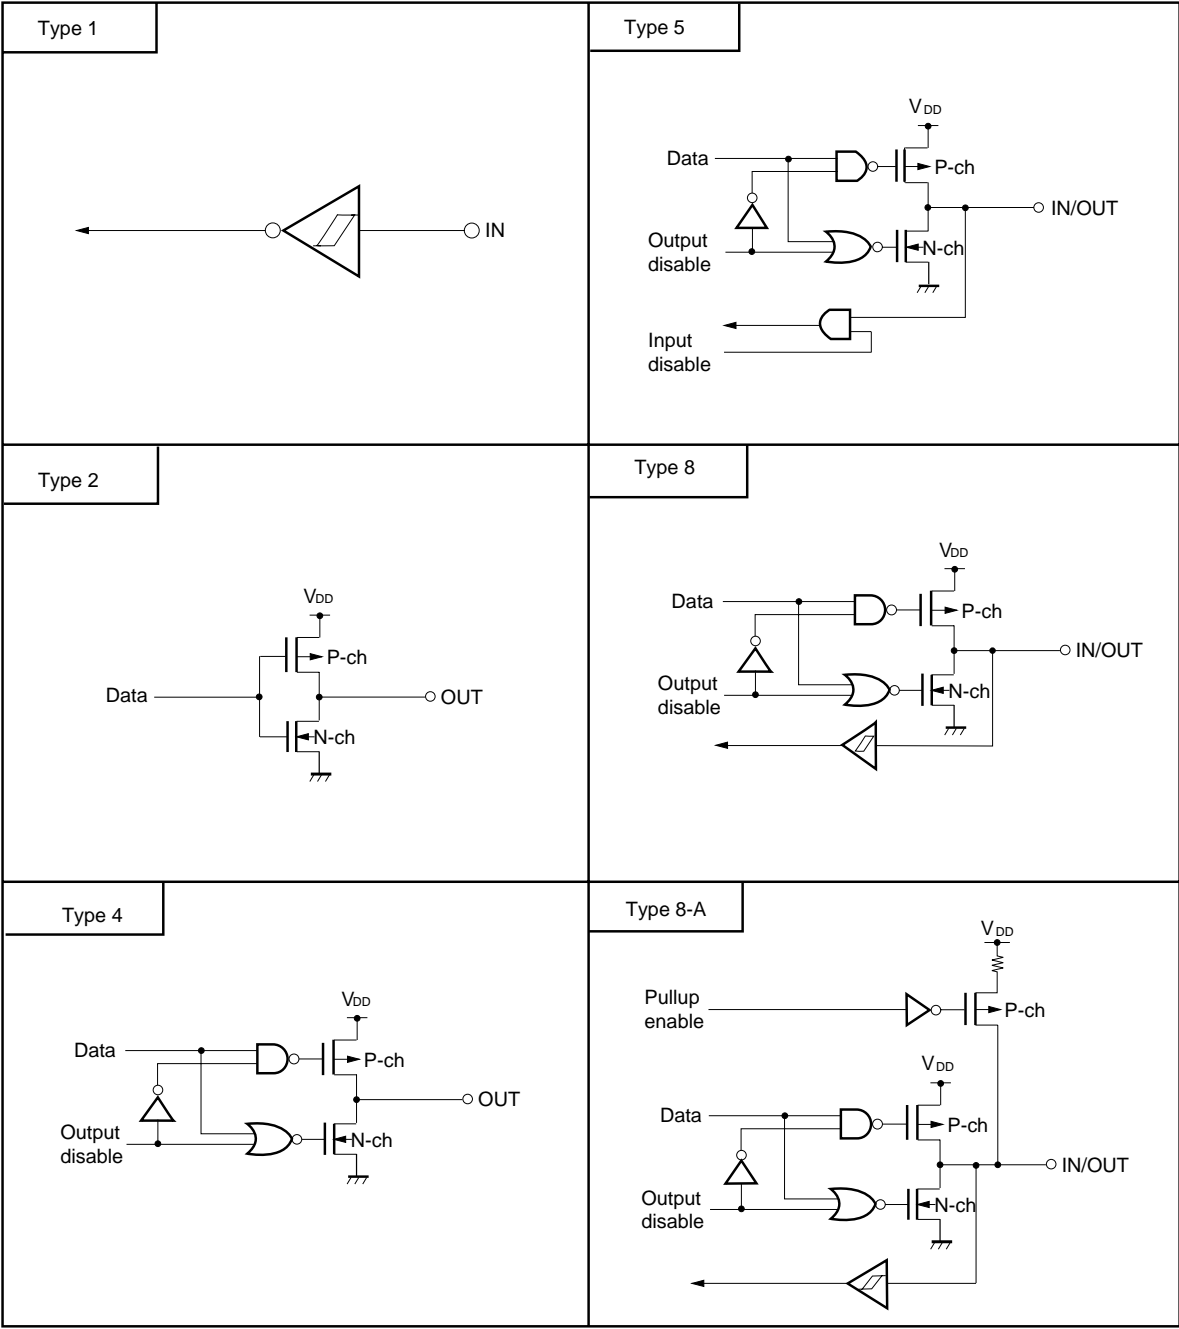 Type 1
IN
Type 5
VDD
Data
P-ch
IN/OUT
Output
disable
N-ch
Input
disable
Type 2
VDD
P-ch
Data
OUT
N-ch
Type 8
VDD
Data
P-ch
IN/OUT
Output
disable
N-ch
Type 4
VDD
Data
P-ch
OUT
Output
disable
N-ch
Type 8-A
VDD
Pullup
enable
P-ch
VDD
Data
P-ch
IN/OUT
Output
disable
N-ch